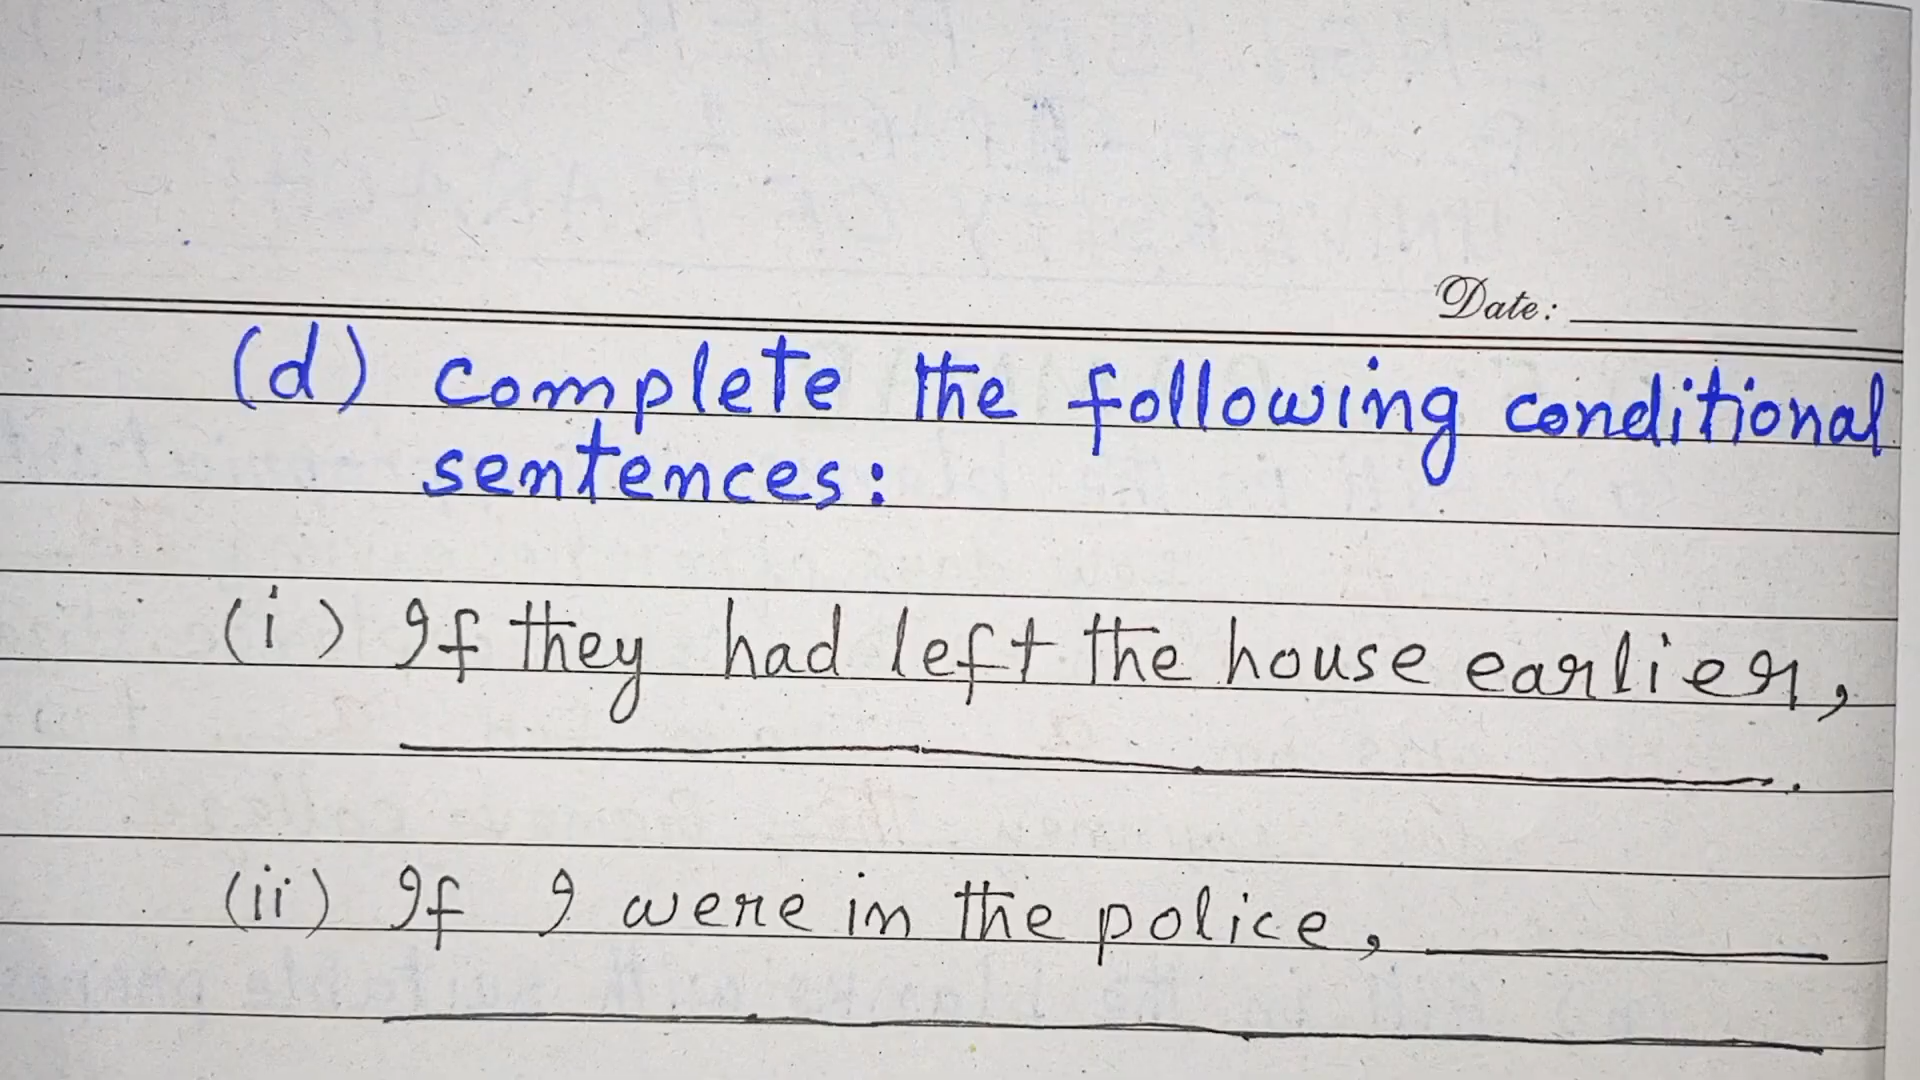 Date:
(d) complete the following conditional
sentences:
(i) If they had left the house earlier,
.
(ii) If I were in the police,